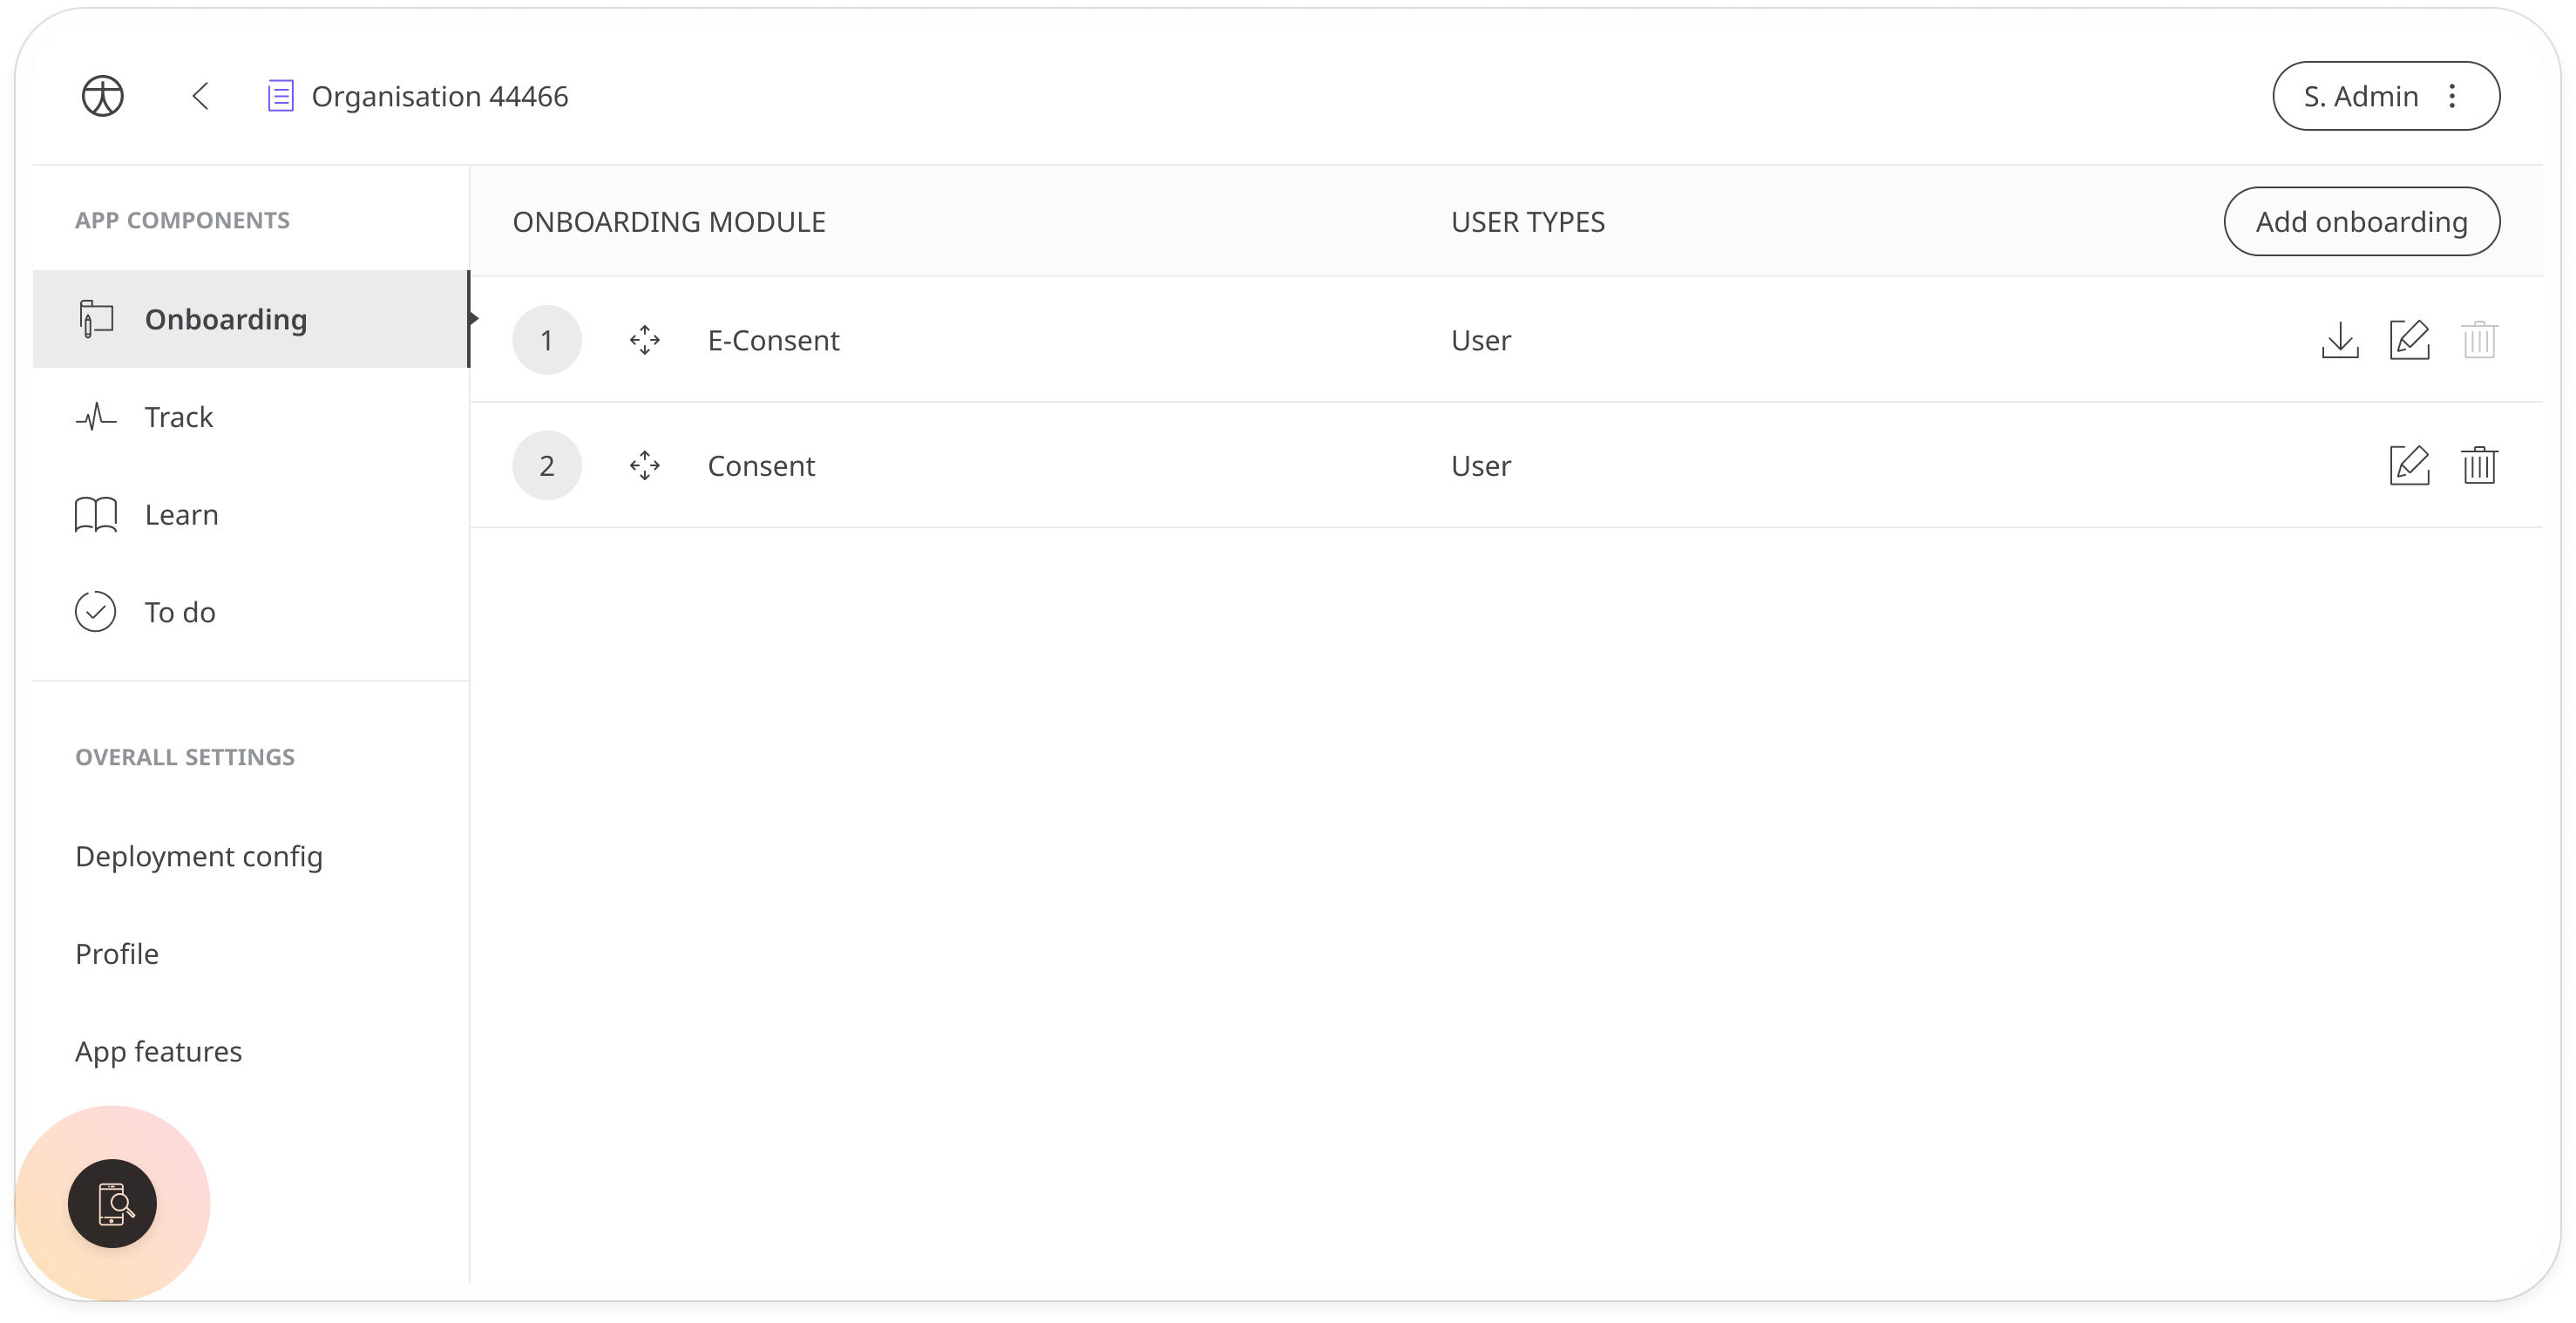 Organisation 44466
S. Admin
APP COMPONENTS
Onboarding
Track
Learn
To do
OVERALL SETTINGS
Deployment config
Profile
App features
ONBOARDING MODULE
USER TYPES
Add onboarding
1
E-Consent
User
2
Consent
User